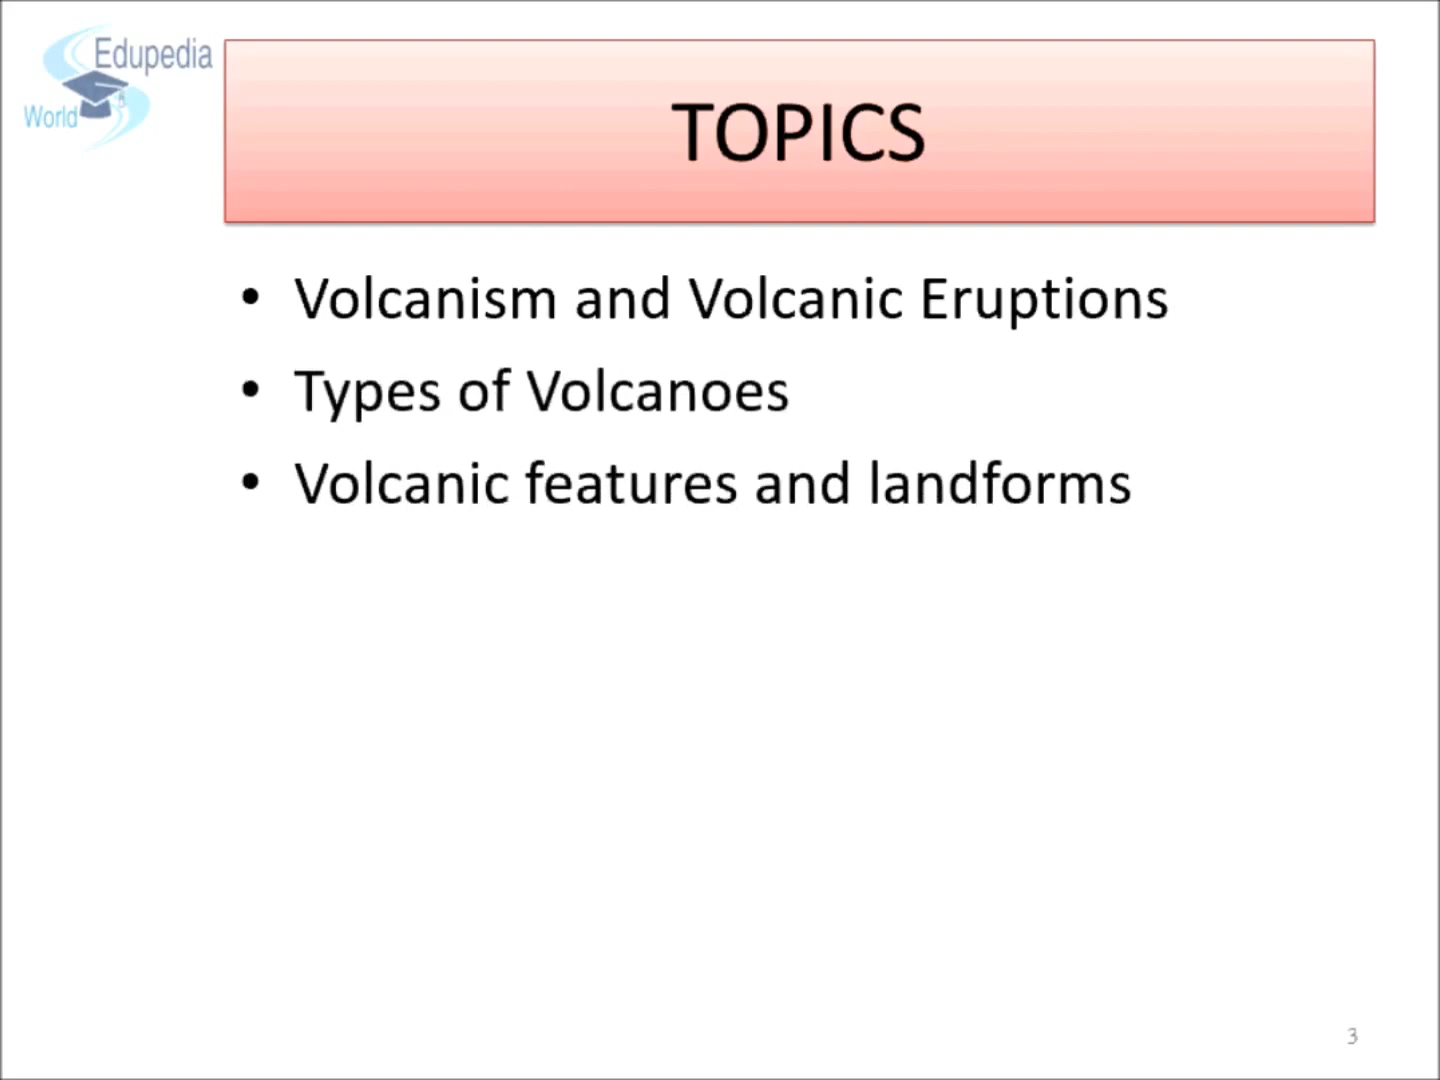 Edupedia
World
TOPICS
• Volcanism and Volcanic Eruptions
• Types of Volcanoes
• Volcanic features and landforms
3